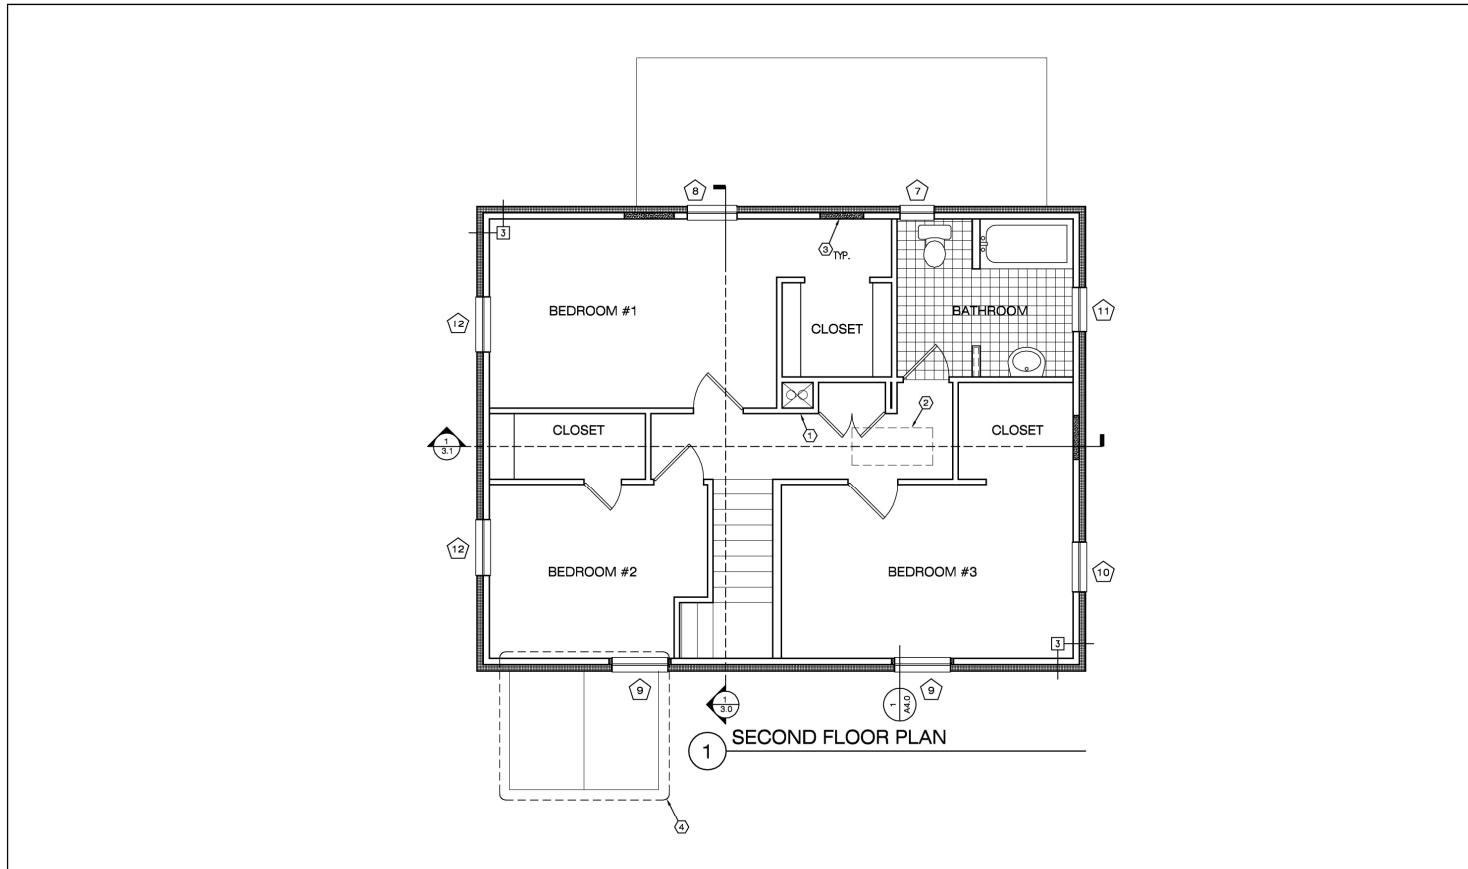 8
7
3
3
TYP.
BEDROOM #1
BATHROOM
11
12
CLOSET
2
CLOSET
CLOSET
1
1
3.1
12
BEDROOM #2
BEDROOM #3
10
3
9
9
1
3.0
1
A4.0
1
SECOND FLOOR PLAN
4